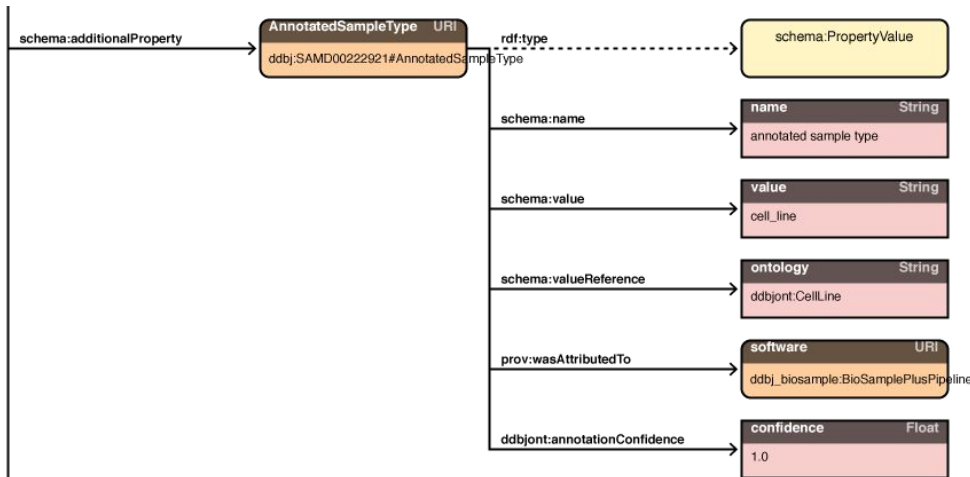 AnnotatedSampleType URI
schema:additionalProperty
ddbj:SAMD00222921#AnnotatedSampleType
rdf:type
schema:PropertyValue
schema:name
name String
annotated sample type
schema:value
value String
cell_line
schema:valueReference
ontology String
ddbjont:CellLine
prov:wasAttributedTo
software URI
ddbj_biosample:BioSamplePlusPipeline
ddbjont:annotationConfidence
confidence Float
1.0